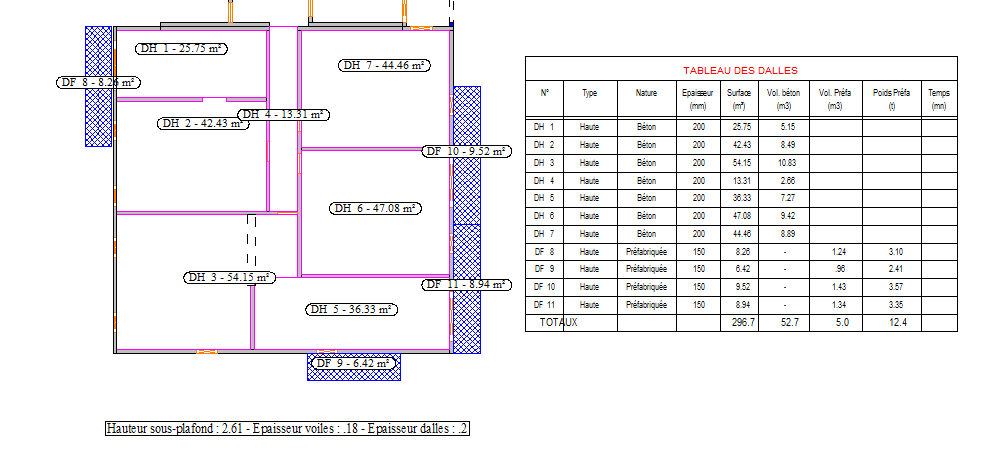 DH 1 - 25.75 m²
DH 7 - 44.46 m²
DF 8 - 8.26 m²
DH 4 - 13.31 m²
DH 2 - 42.43 m²
DF 10 - 9.52 m²
DH 6 - 47.08 m²
DH 3 - 54.15 m²
DF 11 - 8.94 m²
DH 5 - 36.33 m²
DF 9 - 6.42 m²
Hauteur sous-plafond : 2.61 - Epaisseur voiles : .18 - Epaisseur dalles : .2
TABLEAU DES DALLES
N° Type Nature Epaisseur (mm) Surface (m²) Vol. béton (m3) Vol. Préfa (m3) Poids Préfa (t) Temps (mn)
DH 1 Haute Béton 200 25.75 5.15
DH 2 Haute Béton 200 42.43 8.49
DH 3 Haute Béton 200 54.15 10.83
DH 4 Haute Béton 200 13.31 2.66
DH 5 Haute Béton 200 36.33 7.27
DH 6 Haute Béton 200 47.08 9.42
DH 7 Haute Béton 200 44.46 8.89
DF 8 Haute Préfabriquée 150 8.26 - 1.24 3.10
DF 9 Haute Préfabriquée 150 6.42 - .96 2.41
DF 10 Haute Préfabriquée 150 9.52 - 1.43 3.57
DF 11 Haute Préfabriquée 150 8.94 - 1.34 3.35
TOTAUX 296.7 52.7 5.0 12.4